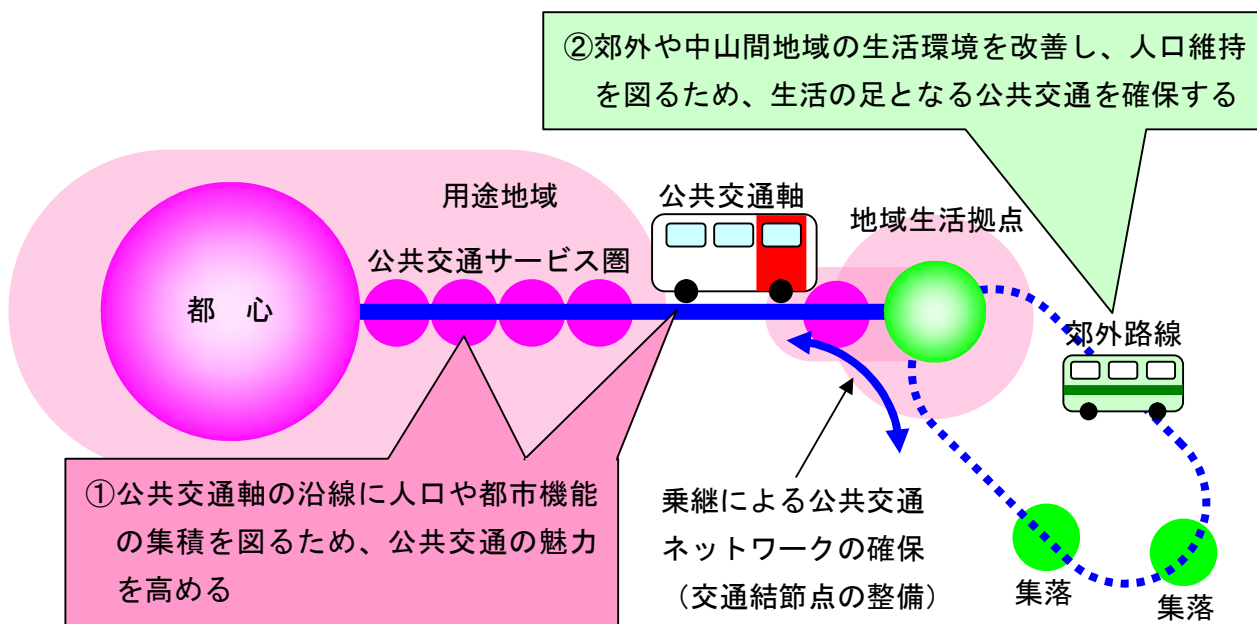 ②郊外や中山間地域の生活環境を改善し、人口維持
を図るため、生活の足となる公共交通を確保する
用途地域
公共交通軸
地域生活拠点
公共交通サービス圏
都　心
郊外路線
①公共交通軸の沿線に人口や都市機能
の集積を図るため、公共交通の魅力
を高める
乗継による公共交通
ネットワークの確保
（交通結節点の整備）
集落
集落